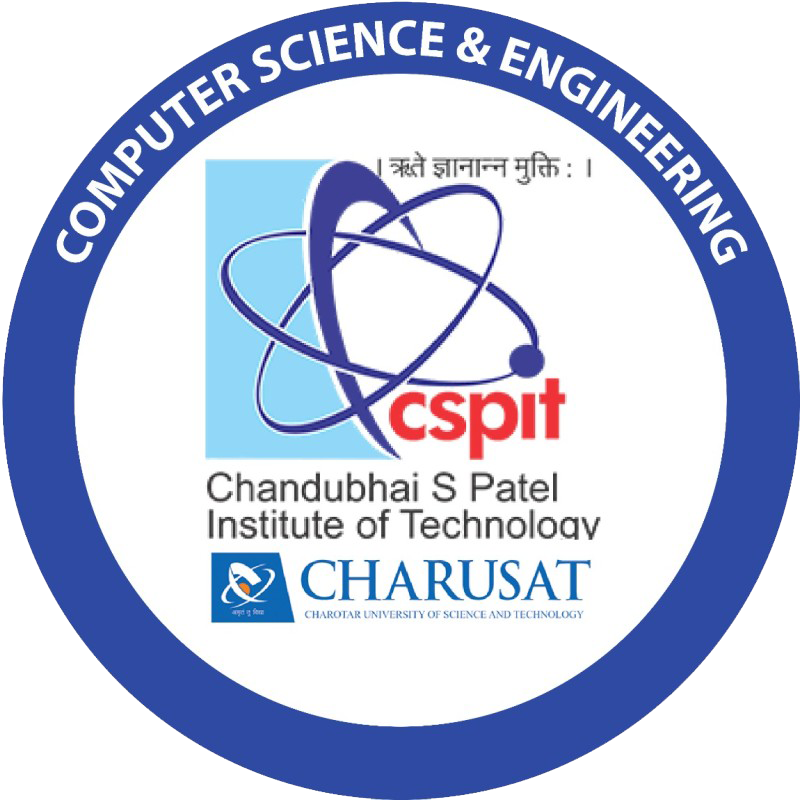 COMPUTER SCIENCE & ENGINEERING
। ऋते ज्ञानान्न मुक्ति : ।
cspit
Chandubhai S Patel
Institute of Technology
CHARUSAT
CHAROTAR UNIVERSITY OF SCIENCE AND TECHNOLOGY